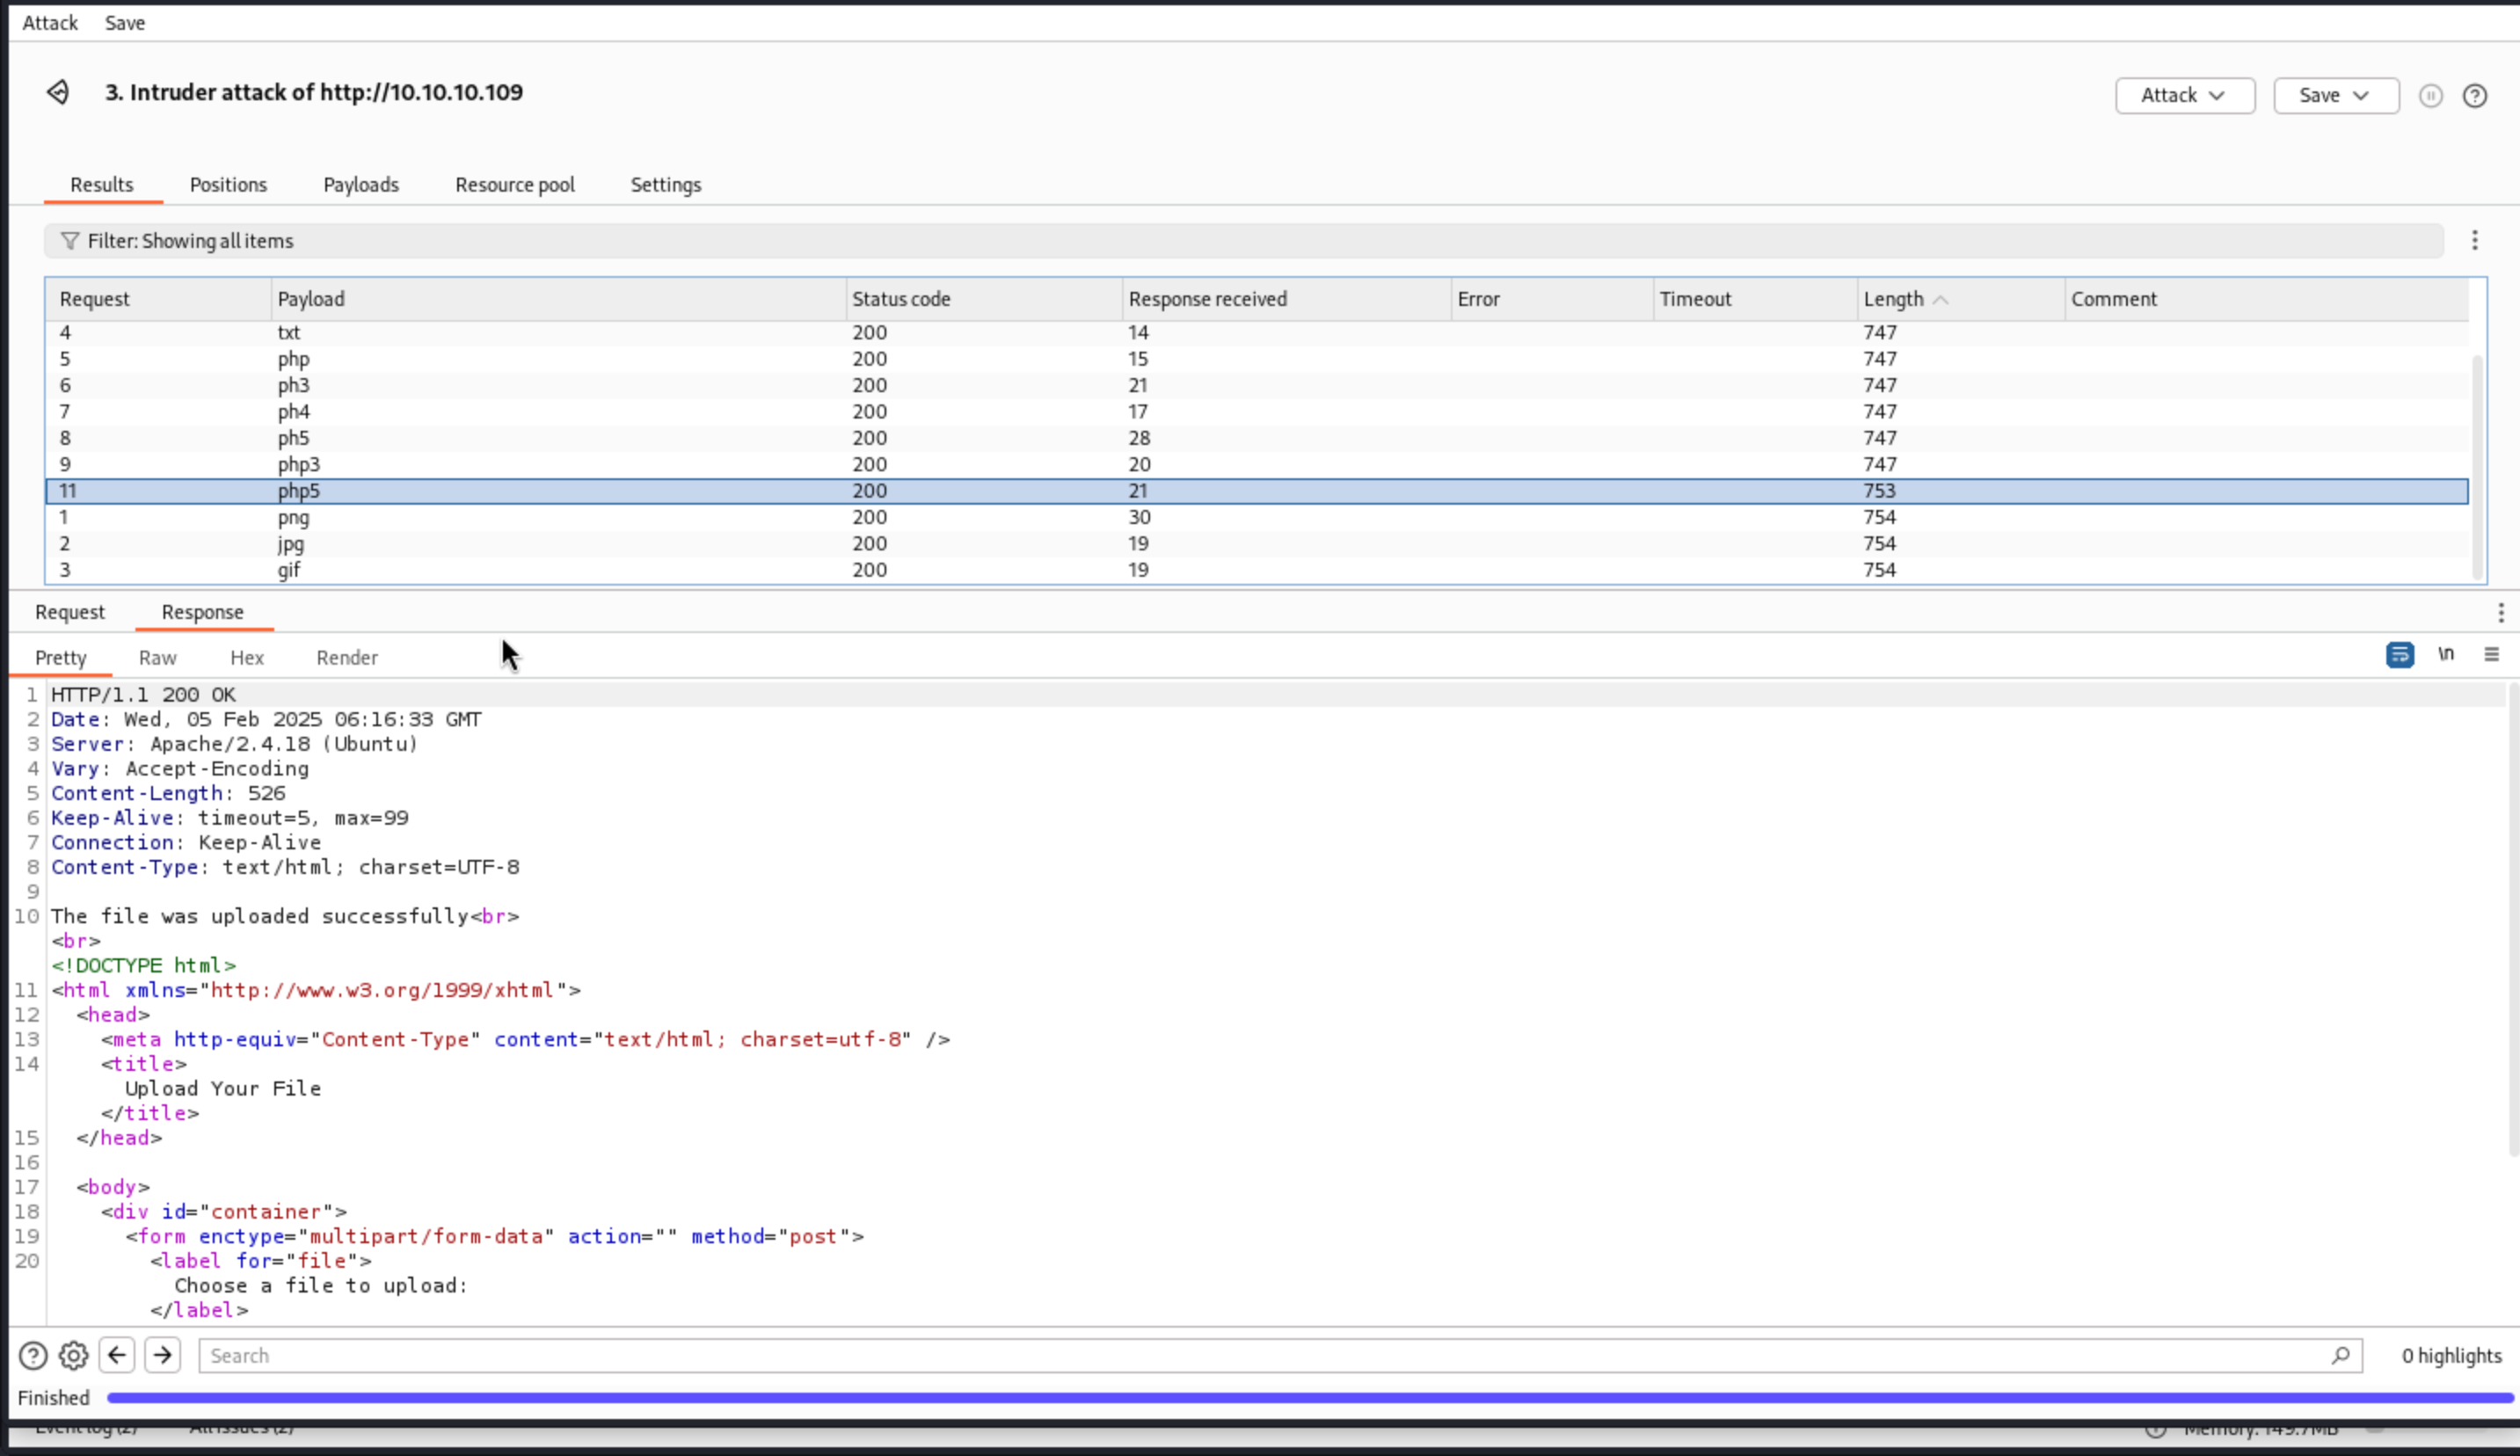 Attack Save
3. Intruder attack of http://10.10.10.109
Attack Save
Results Positions Payloads Resource pool Settings
Filter: Showing all items
Request Payload Status code Response received Error Timeout Length Comment
4 txt 200 14 747
5 php 200 15 747
6 ph3 200 21 747
7 ph4 200 17 747
8 ph5 200 28 747
9 php3 200 20 747
11 php5 200 21 753
1 png 200 30 754
2 jpg 200 19 754
3 gif 200 19 754
Request Response
Pretty Raw Hex Render \n
1 HTTP/1.1 200 OK
2 Date: Wed, 05 Feb 2025 06:16:33 GMT
3 Server: Apache/2.4.18 (Ubuntu)
4 Vary: Accept-Encoding
5 Content-Length: 526
6 Keep-Alive: timeout=5, max=99
7 Connection: Keep-Alive
8 Content-Type: text/html; charset=UTF-8
9
10 The file was uploaded successfully<br>
<br>
<!DOCTYPE html>
11 <html xmlns="http://www.w3.org/1999/xhtml">
12 <head>
13 <meta http-equiv="Content-Type" content="text/html; charset=utf-8" />
14 <title>
Upload Your File
</title>
15 </head>
16
17 <body>
18 <div id="container">
19 <form enctype="multipart/form-data" action="" method="post">
20 <label for="file">
Choose a file to upload:
</label>
Search 0 highlights
Finished
Event log (2) All issues (2) Memory: 149.7MB